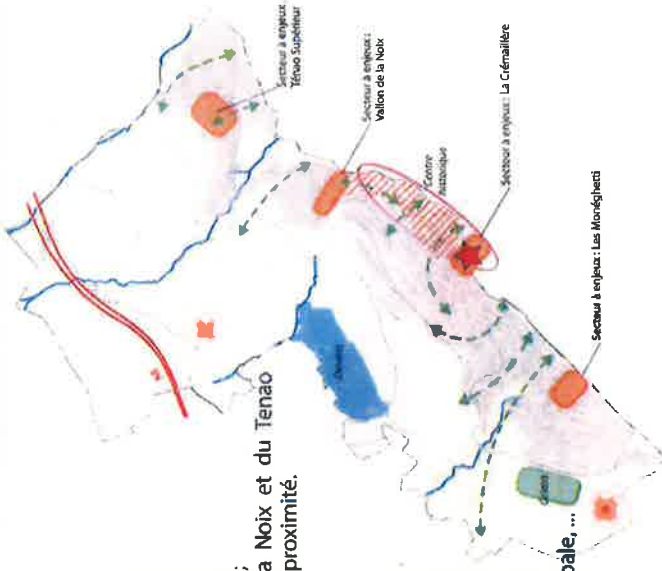 Secteur à enjeux :
Ténao Supérieur
Secteur à enjeux :
Vallon de la Noix
Centre
historique
Secteur à enjeux : La Crémaillère
Secteur à enjeux : Les Monéghetti
;
a Noix et du Tenao
proximité.
pale, ...